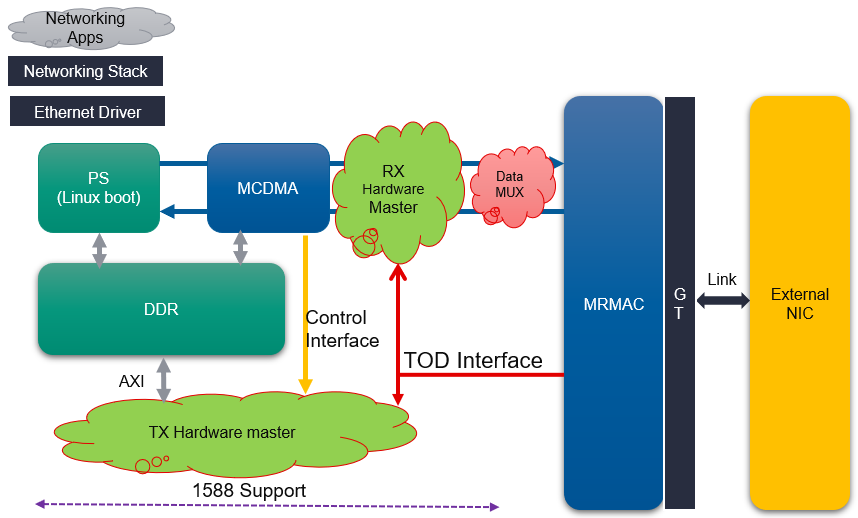 Networking
Apps
Networking Stack
Ethernet Driver
PS
(Linux boot)
MCDMA
RX
Hardware
Master
Data
MUX
DDR
Control
Interface
TOD Interface
AXI
TX Hardware master
1588 Support
MRMAC
G
T
Link
External
NIC